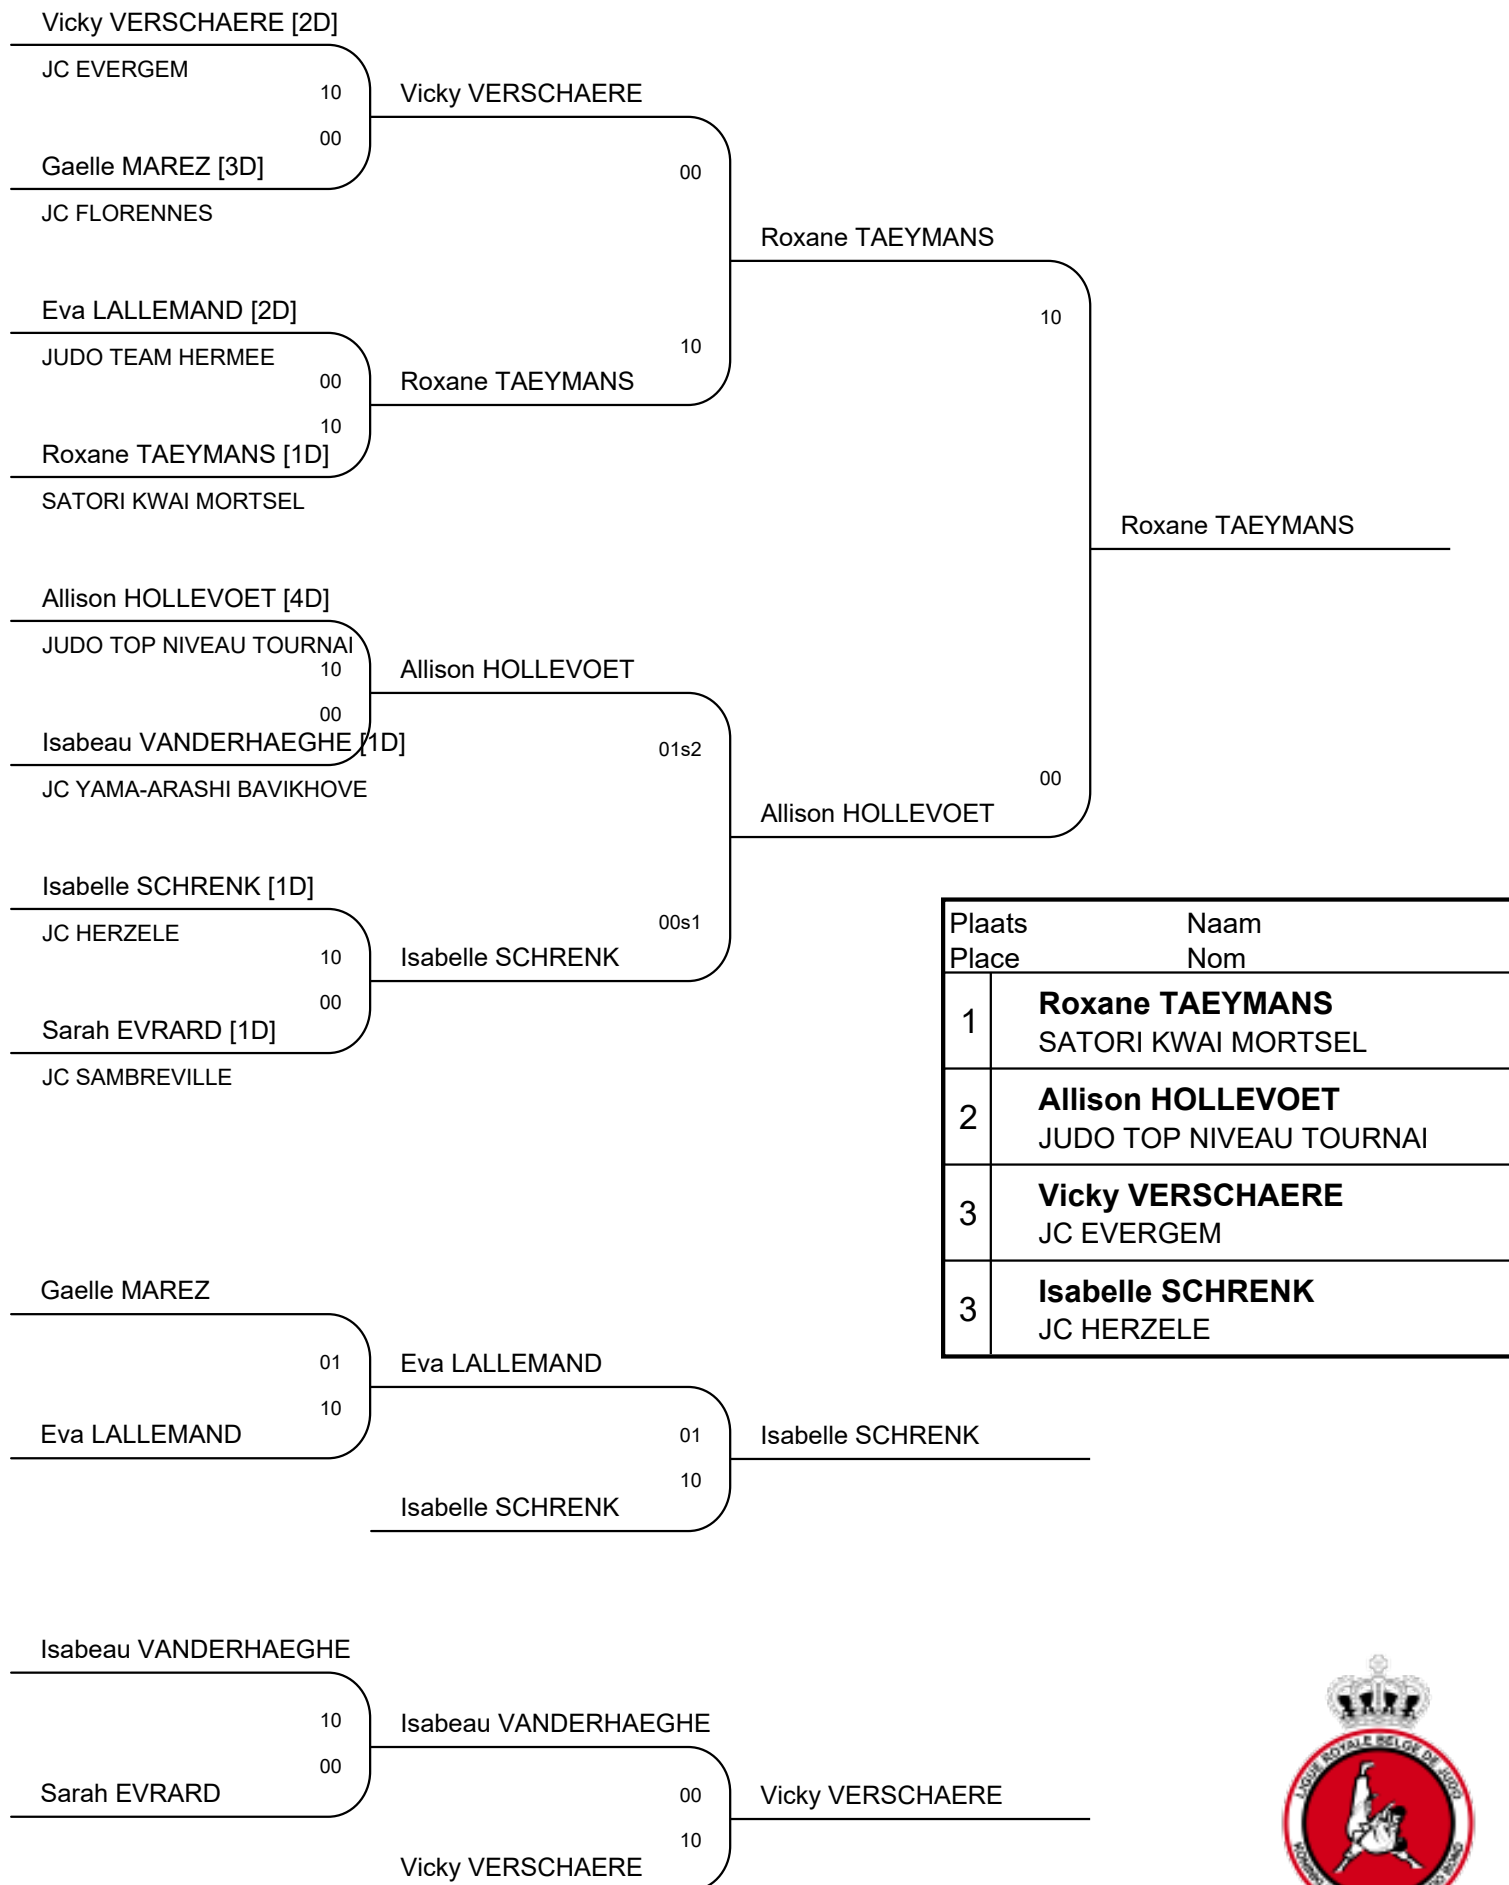 Vicky VERSCHAERE [2D]
JC EVERGEM
10
00
Gaelle MAREZ [3D]
JC FLORENNES
Vicky VERSCHAERE
00
10
Roxane TAEYMANS
Eva LALLEMAND [2D]
JUDO TEAM HERMEE
00
10
Roxane TAEYMANS [1D]
SATORI KWAI MORTSEL
Roxane TAEYMANS
10
00
Allison HOLLEVOET
Roxane TAEYMANS
Allison HOLLEVOET [4D]
JUDO TOP NIVEAU TOURNAI
10
00
Isabeau VANDERHAEGHE [1D]
JC YAMA-ARASHI BAVIKHOVE
Allison HOLLEVOET
01s2
00s1
Isabelle SCHRENK
Isabelle SCHRENK [1D]
JC HERZELE
10
00
Sarah EVRARD [1D]
JC SAMBREVILLE
Plaats Naam
Place Nom
1 Roxane TAEYMANS
SATORI KWAI MORTSEL
2 Allison HOLLEVOET
JUDO TOP NIVEAU TOURNAI
3 Vicky VERSCHAERE
JC EVERGEM
3 Isabelle SCHRENK
JC HERZELE
Gaelle MAREZ
01
10
Eva LALLEMAND
Eva LALLEMAND
01
10
Isabelle SCHRENK
Isabelle SCHRENK
Isabeau VANDERHAEGHE
10
00
Sarah EVRARD
Isabeau VANDERHAEGHE
00
10
Vicky VERSCHAERE
Vicky VERSCHAERE
LIGUE ROYALE BELGE DE JUDO